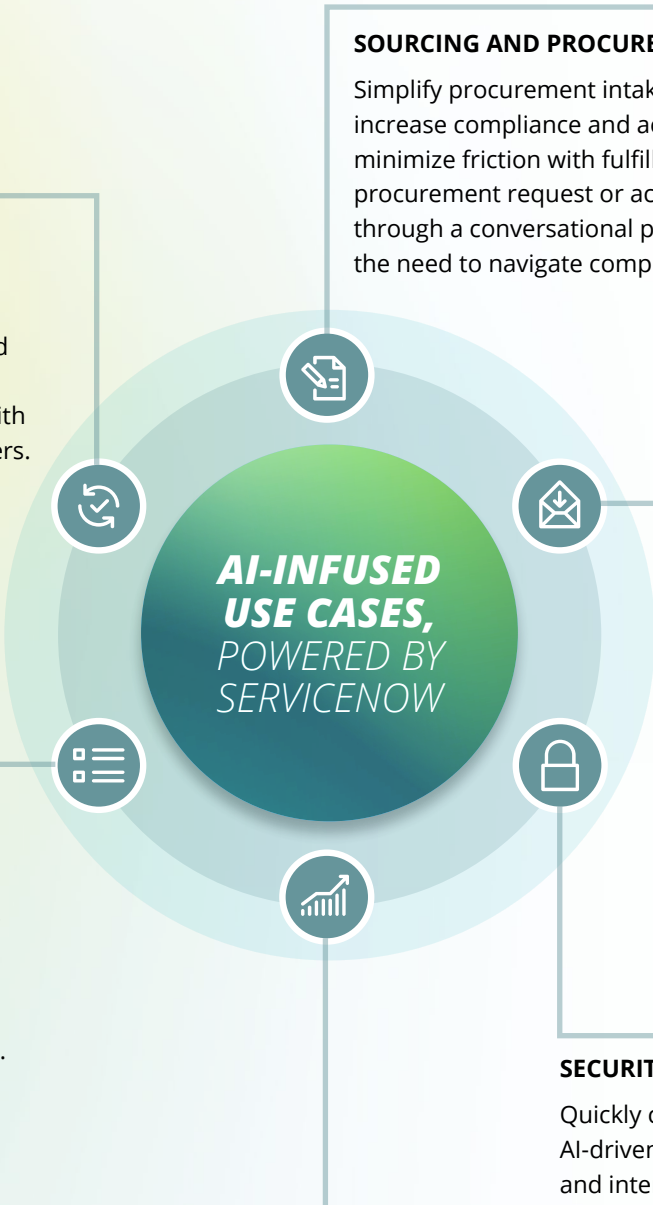 SOURCING AND PROCURE
Simplify procurement intak
increase compliance and a
minimize friction with fulfil
procurement request or ac
through a conversational p
the need to navigate comp
d
ith
ers.
AI-INFUSED
USE CASES,
POWERED BY
SERVICENOW
.
SECURIT
Quickly
AI-driven
and inte